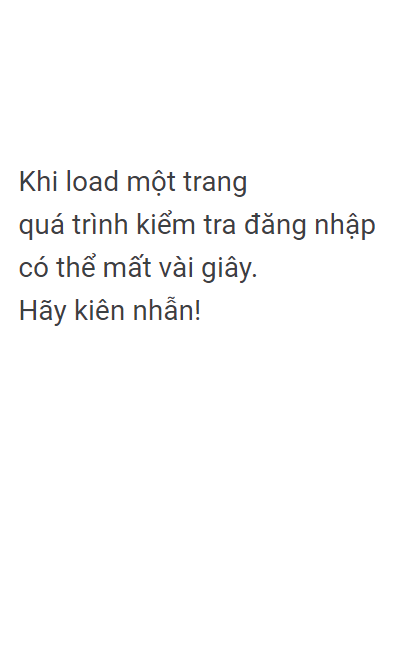 Khi load một trang
quá trình kiểm tra đăng nhập
có thể mất vài giây.
Hãy kiên nhẫn!